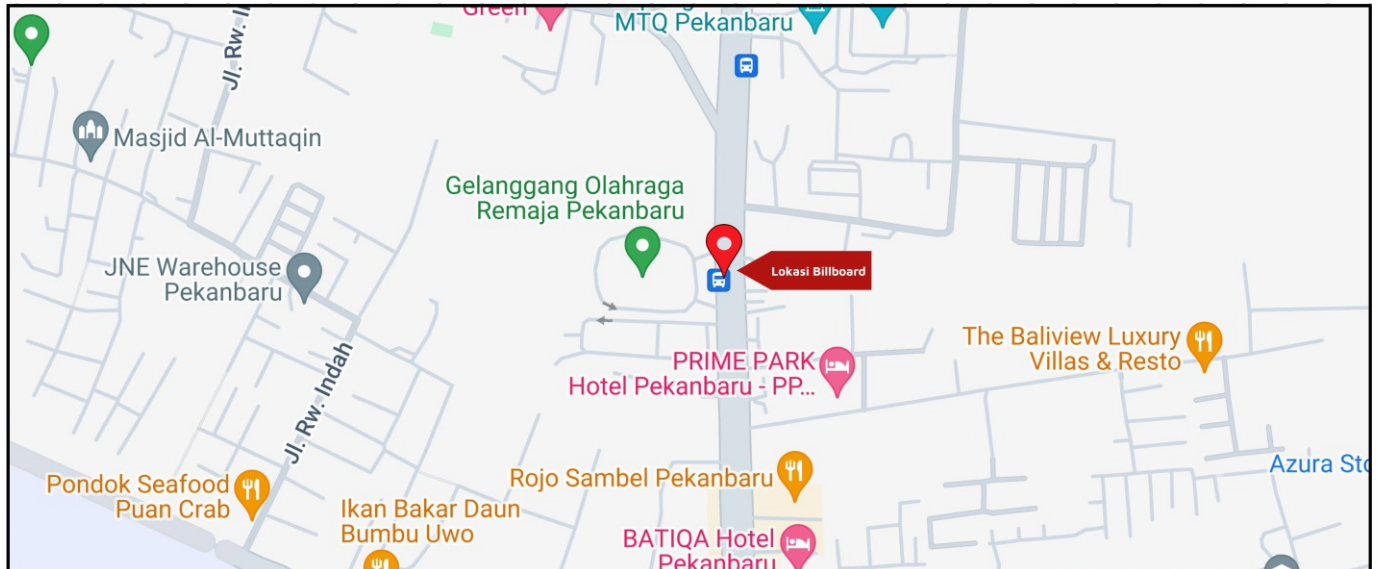 Green
MTQ Pekanbaru
Jl. Rw.
Masjid Al-Muttaqin
Gelanggang Olahraga
Remaja Pekanbaru
JNE Warehouse
Pekanbaru
Lokasi Billboard
The Baliview Luxury
Villas & Resto
PRIME PARK
Hotel Pekanbaru - PP...
Jl. Rw. Indah
Pondok Seafood
Puan Crab
Rojo Sambel Pekanbaru
Azura
Ikan Bakar Daun
Bumbu Uwo
BATIQA Hotel
Pekanbaru